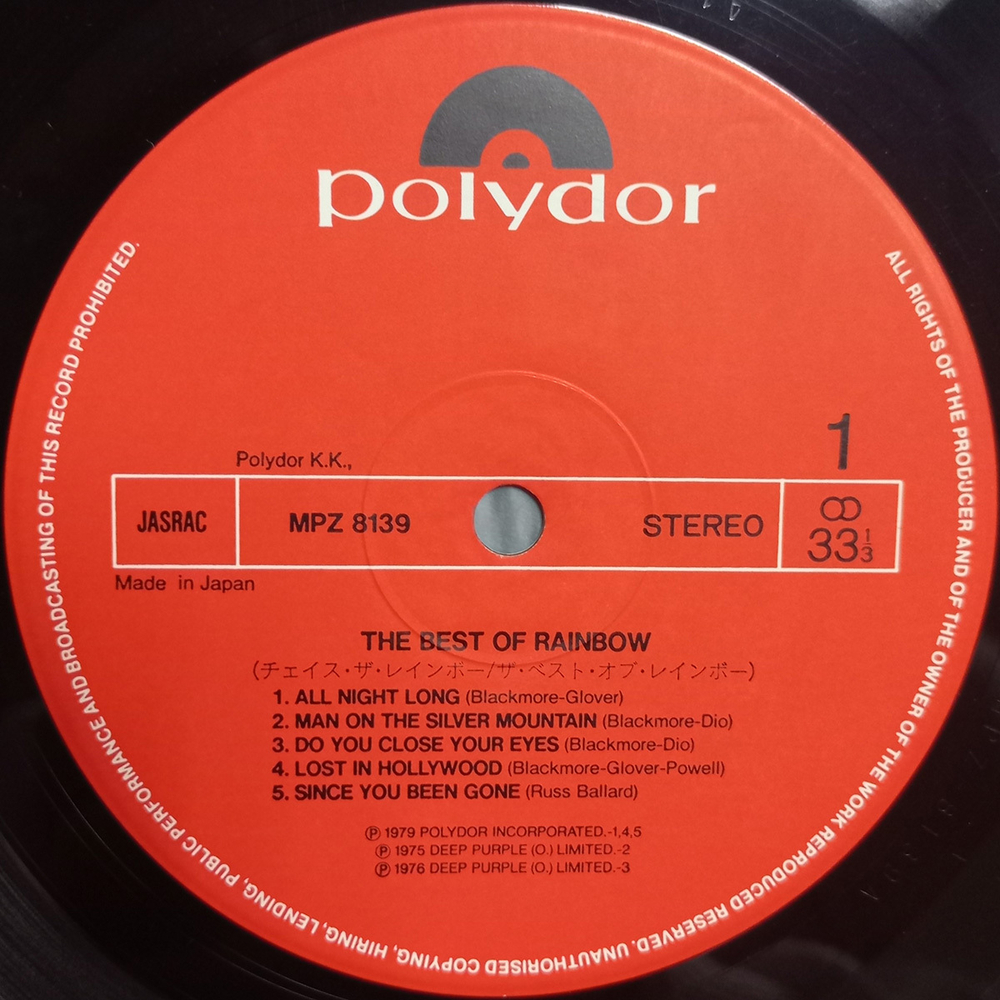 polydor
ALL RIGHTS OF THE PRODUCER AND OF THE OWNER OF THE WORK REPRODUCED RESERVED. UNAUTHORISED COPYING, HIRING, LENDING, PUBLIC PERFORMANCE AND BROADCASTING OF THIS RECORD PROHIBITED.
1
Polydor K.K.,
JASRAC MPZ 8139 STEREO 33 1/3
Made in Japan
THE BEST OF RAINBOW
(チェイス・ザ・レインボー/ザ・ベスト・オブ・レインボー)
1. ALL NIGHT LONG (Blackmore-Glover)
2. MAN ON THE SILVER MOUNTAIN (Blackmore-Dio)
3. DO YOU CLOSE YOUR EYES (Blackmore-Dio)
4. LOST IN HOLLYWOOD (Blackmore-Glover-Powell)
5. SINCE YOU BEEN GONE (Russ Ballard)
Ⓟ 1979 POLYDOR INCORPORATED.-1,4,5
Ⓟ 1975 DEEP PURPLE (O.) LIMITED.-2
Ⓟ 1976 DEEP PURPLE (O.) LIMITED.-3